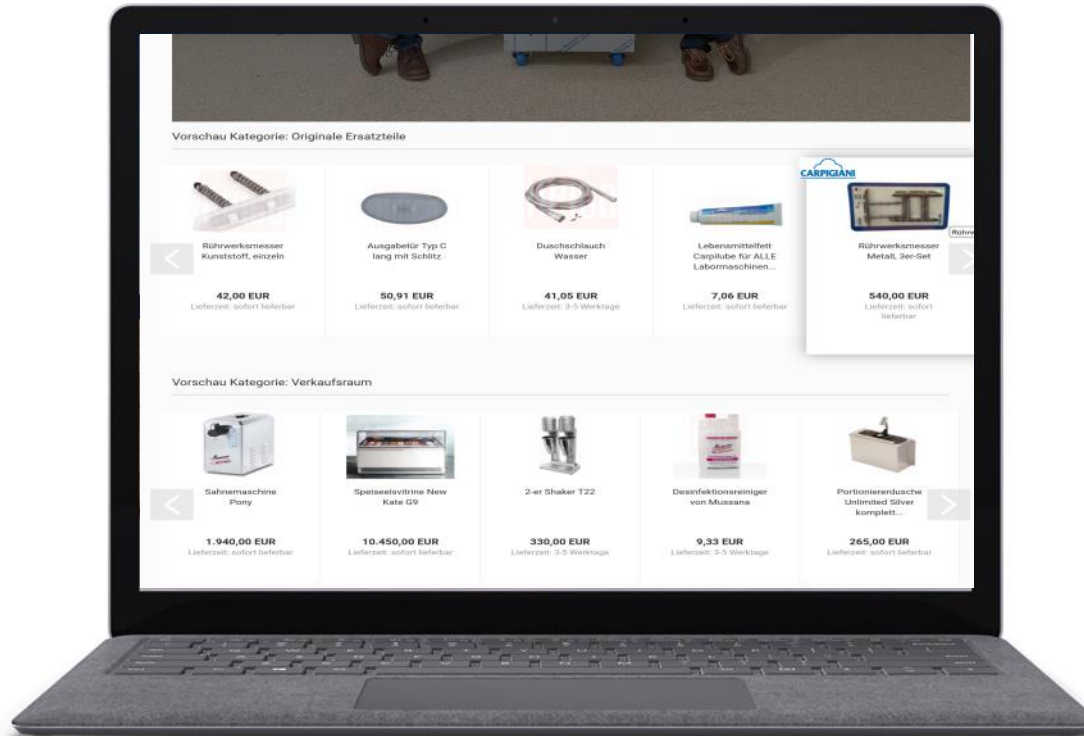 Vorschau Kategorie: Originale Ersatzteile
CARPIGIANI
Rührwerksmesser
Kunststoff, einzeln
42,00 EUR
Lieferzeit: sofort lieferbar
Ausgabetür Typ C
lang mit Schlitz
50,91 EUR
Lieferzeit: sofort lieferbar
Duschschlauch
Wasser
41,05 EUR
Lieferzeit: 3-5 Werktage
Lebensmittelfett
Carpilube für ALLE
Labormaschinen...
7,06 EUR
Lieferzeit: sofort lieferbar
Rührwerksmesser
Metall, 3er-Set
540,00 EUR
Lieferzeit: sofort
lieferbar
Vorschau Kategorie: Verkaufsraum
Sahnemaschine
Pony
1.940,00 EUR
Lieferzeit: sofort lieferbar
Speiseeisvitrine New
Kate G9
10.450,00 EUR
Lieferzeit: sofort lieferbar
2-er Shaker T22
330,00 EUR
Lieferzeit: 3-5 Werktage
Desinfektionsreiniger
von Mussana
9,33 EUR
Lieferzeit: 3-5 Werktage
Portioniererdusche
Unlimited Silver
komplett...
265,00 EUR
Lieferzeit: sofort lieferbar